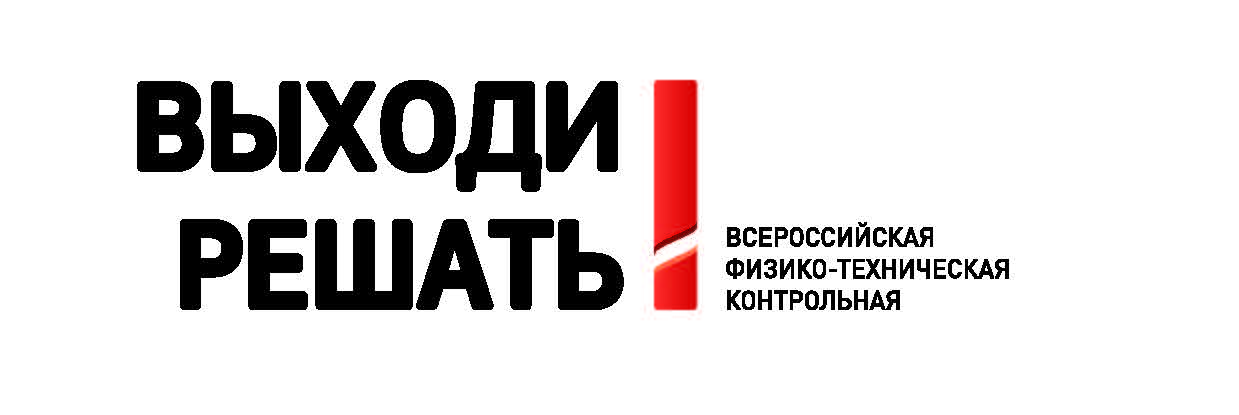 ВЫХОДИ
РЕШАТЬ!
ВСЕРОССИЙСКАЯ
ФИЗИКО-ТЕХНИЧЕСКАЯ
КОНТРОЛЬНАЯ